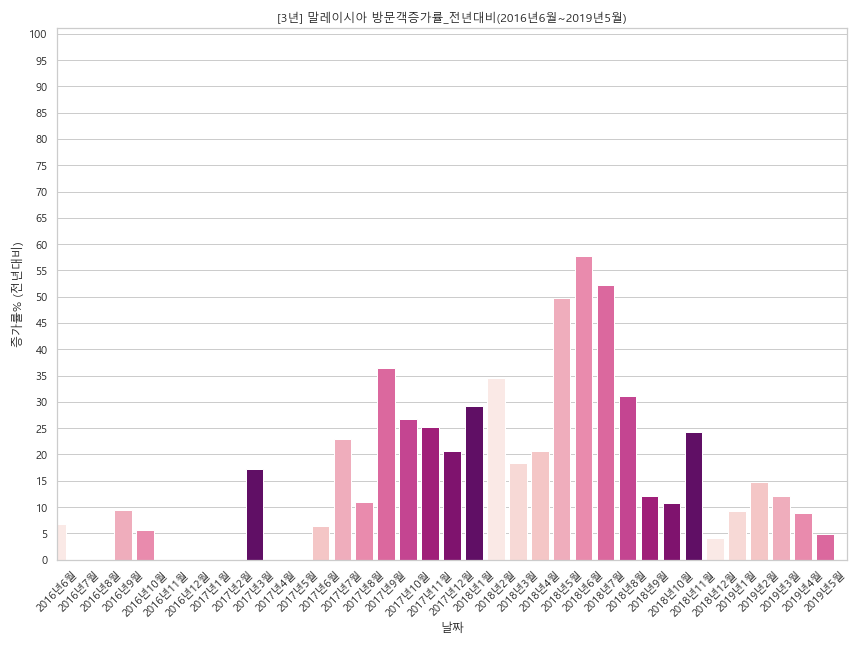 [3년] 말레이시아 방문객증가률_전년대비(2016년6월~2019년5월)
증가률% (전년대비)
100
95
90
85
80
75
70
65
60
55
50
45
40
35
30
25
20
15
10
5
0
2016년6월
2016년7월
2016년8월
2016년9월
2016년10월
2016년11월
2016년12월
2017년1월
2017년2월
2017년3월
2017년4월
2017년5월
2017년6월
2017년7월
2017년8월
2017년9월
2017년10월
2017년11월
2017년12월
2018년1월
2018년2월
2018년3월
2018년4월
2018년5월
2018년6월
2018년7월
2018년8월
2018년9월
2018년10월
2018년11월
2018년12월
2019년1월
2019년2월
2019년3월
2019년4월
2019년5월
날짜